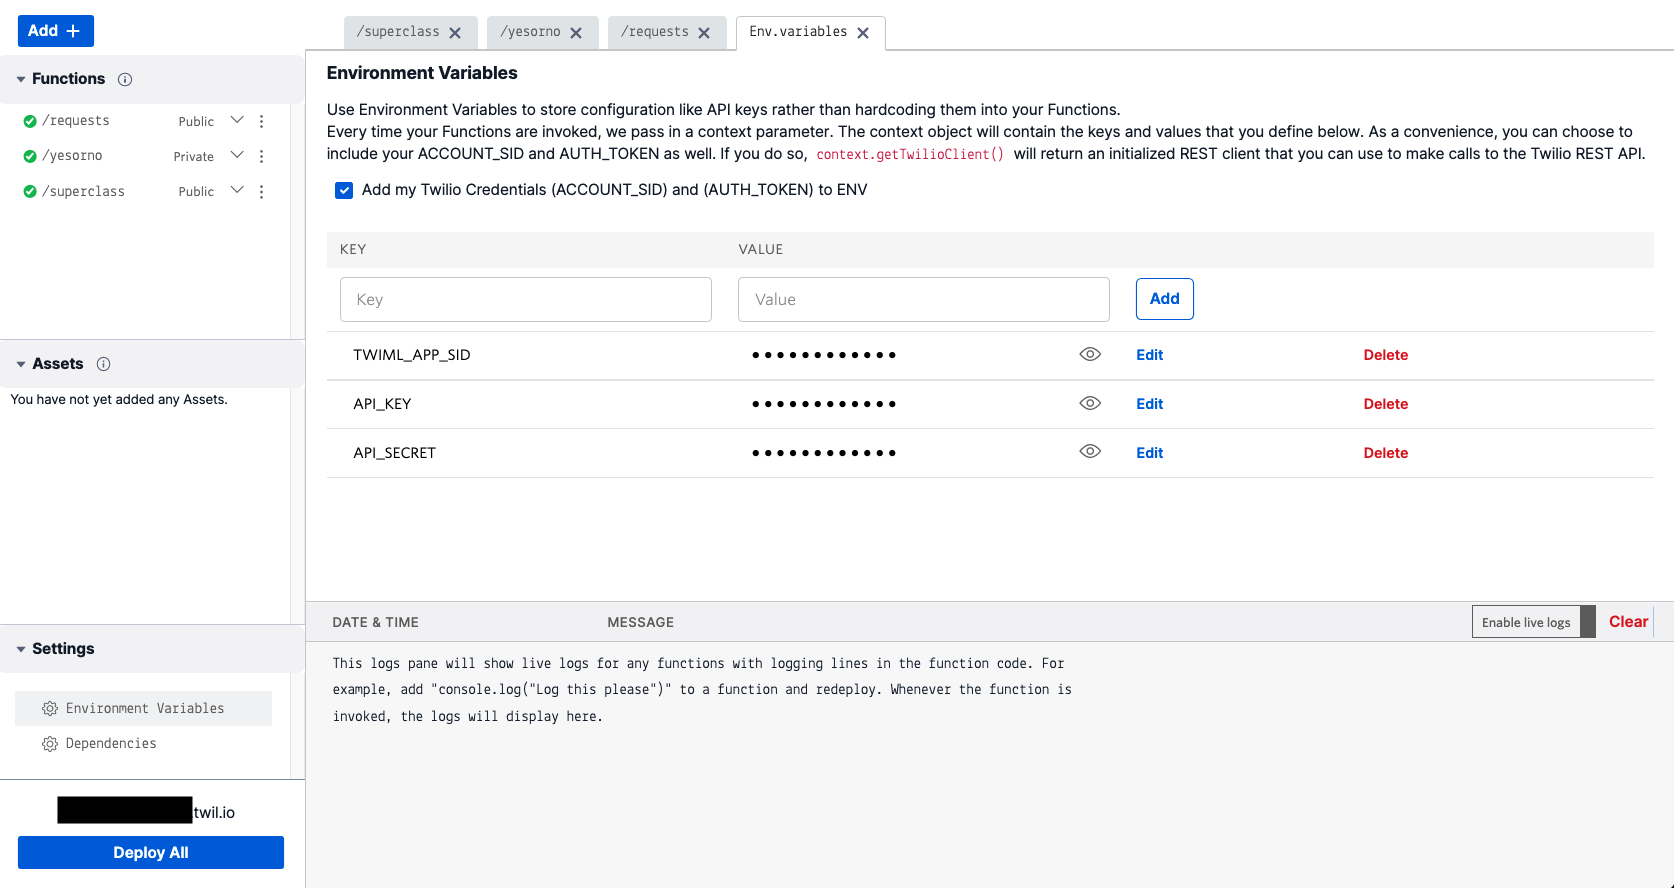 Add +
Functions
/requests Public
/yesorno Private
/superclass Public
Assets
You have not yet added any Assets.
Settings
Environment Variables
Dependencies
twil.io
Deploy All
/superclass /yesorno /requests Env.variables
Environment Variables
Use Environment Variables to store configuration like API keys rather than hardcoding them into your Functions.
Every time your Functions are invoked, we pass in a context parameter. The context object will contain the keys and values that you define below. As a convenience, you can choose to
include your ACCOUNT_SID and AUTH_TOKEN as well. If you do so, context.getTwilioClient() will return an initialized REST client that you can use to make calls to the Twilio REST API.
Add my Twilio Credentials (ACCOUNT_SID) and (AUTH_TOKEN) to ENV
KEY VALUE
Key Value Add
TWIML_APP_SID •••••••••••• Edit Delete
API_KEY •••••••••••• Edit Delete
API_SECRET •••••••••••• Edit Delete
DATE & TIME MESSAGE Enable live logs Clear
This logs pane will show live logs for any functions with logging lines in the function code. For
example, add "console.log("Log this please")" to a function and redeploy. Whenever the function is
invoked, the logs will display here.